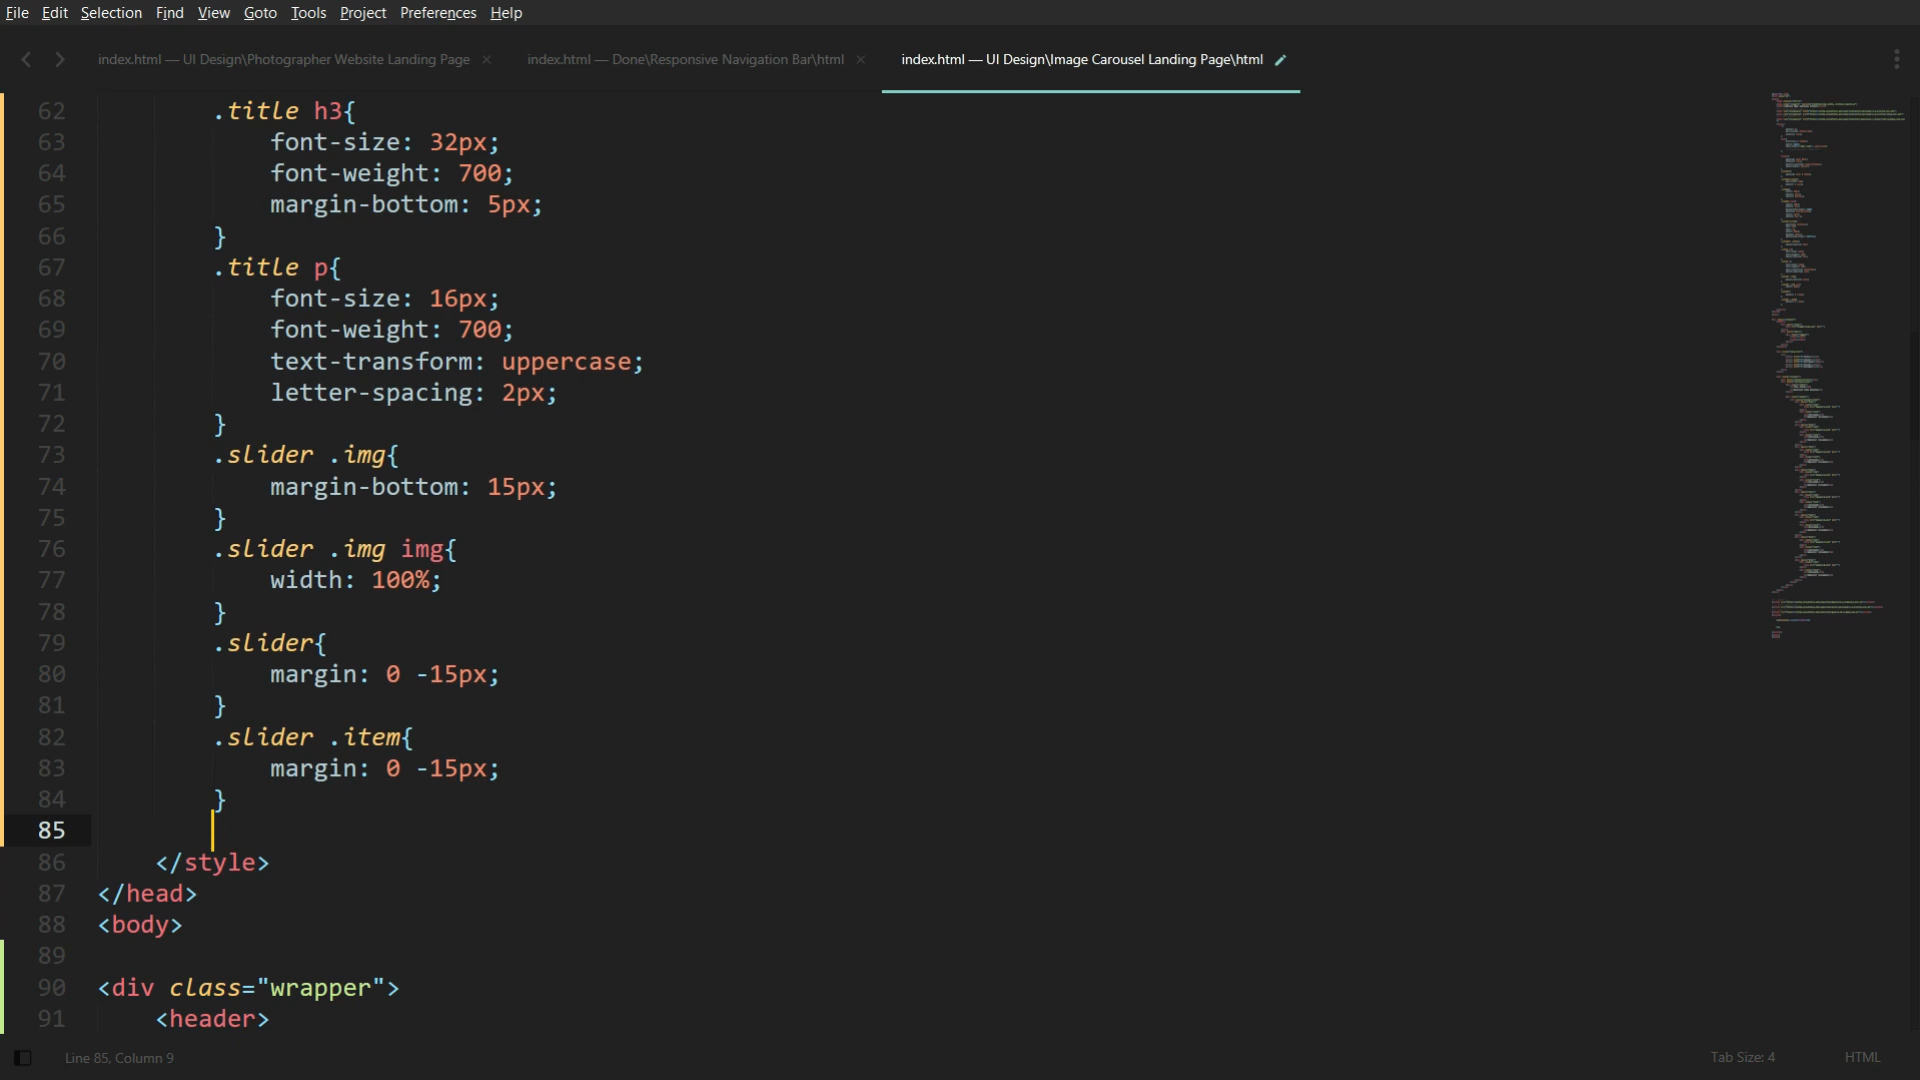 File Edit Selection Find View Goto Tools Project Preferences Help
index.html — UI Design\Photographer Website Landing Page × index.html — Done\Responsive Navigation Bar\html × index.html — UI Design\Image Carousel Landing Page\html
62 .title h3{
63 font-size: 32px;
64 font-weight: 700;
65 margin-bottom: 5px;
66 }
67 .title p{
68 font-size: 16px;
69 font-weight: 700;
70 text-transform: uppercase;
71 letter-spacing: 2px;
72 }
73 .slider .img{
74 margin-bottom: 15px;
75 }
76 .slider .img img{
77 width: 100%;
78 }
79 .slider{
80 margin: 0 -15px;
81 }
82 .slider .item{
83 margin: 0 -15px;
84 }
85
86 </style>
87 </head>
88 <body>
89
90 <div class="wrapper">
91 <header>
Line 85, Column 9 Tab Size: 4 HTML